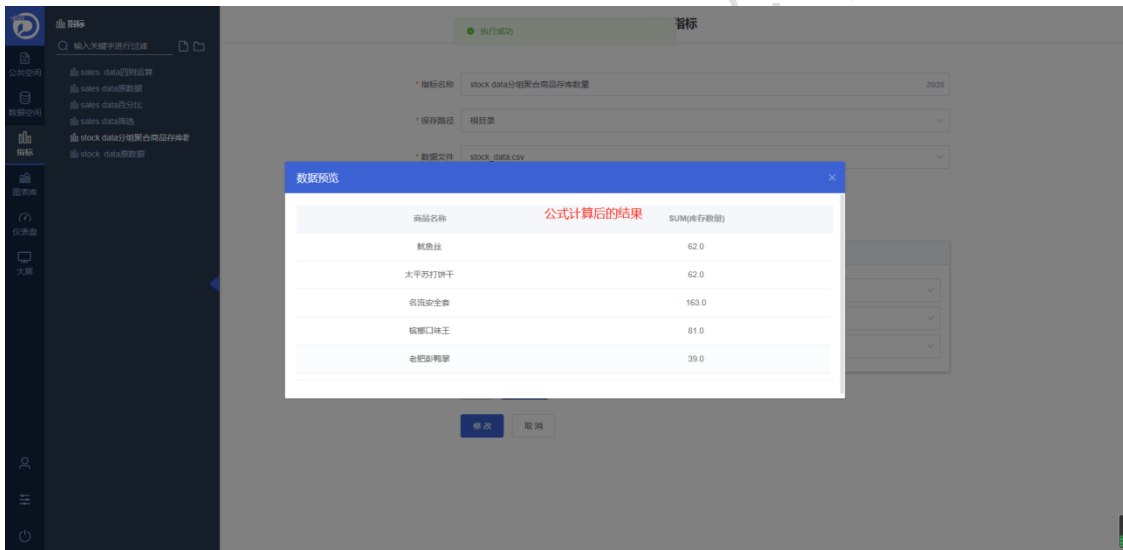 指标
输入关键字进行过滤
公共空间
数据空间
指标
图表库
仪表盘
大屏
sales data四则运算
sales data原数据
sales data百分比
sales data筛选
stock data分组聚合商品存库数
stock data原数据
执行成功
指标
* 指标名称 stock data分组聚合商品存库数量 20/20
* 保存路径 根目录
* 数据文件 stock_data.csv
数据预览
公式计算后的结果
商品名称 SUM(库存数量)
鱿鱼丝 62.0
太平苏打饼干 62.0
名流安全套 163.0
槟榔口味王 81.0
老肥彭鸭掌 39.0
修改 取消